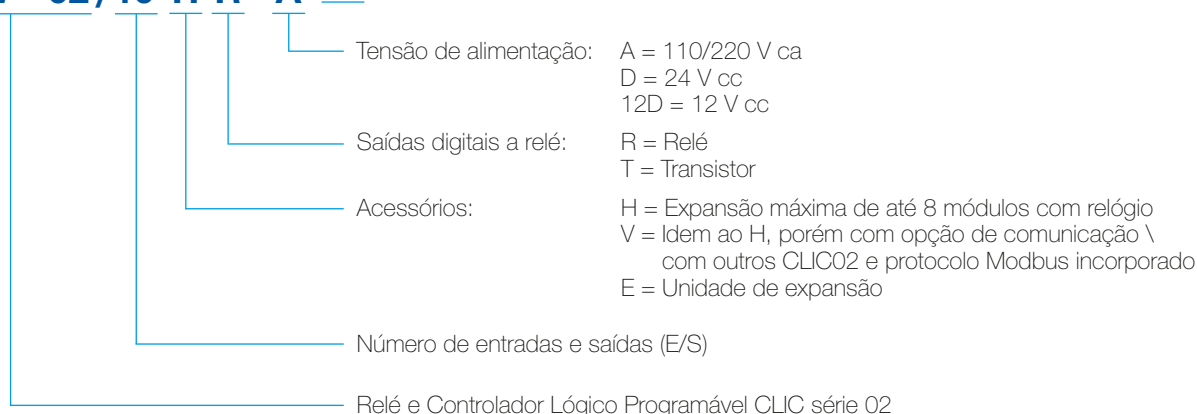 Tensão de alimentação: A = 110/220 V ca
D = 24 V cc
12D = 12 V cc
Saídas digitais a relé: R = Relé
T = Transistor
Acessórios: H = Expansão máxima de até 8 módulos com relógio
V = Idem ao H, porém com opção de comunicação \
com outros CLIC02 e protocolo Modbus incorporado
E = Unidade de expansão
Número de entradas e saídas (E/S)
Relé e Controlador Lógico Programável CLIC série 02